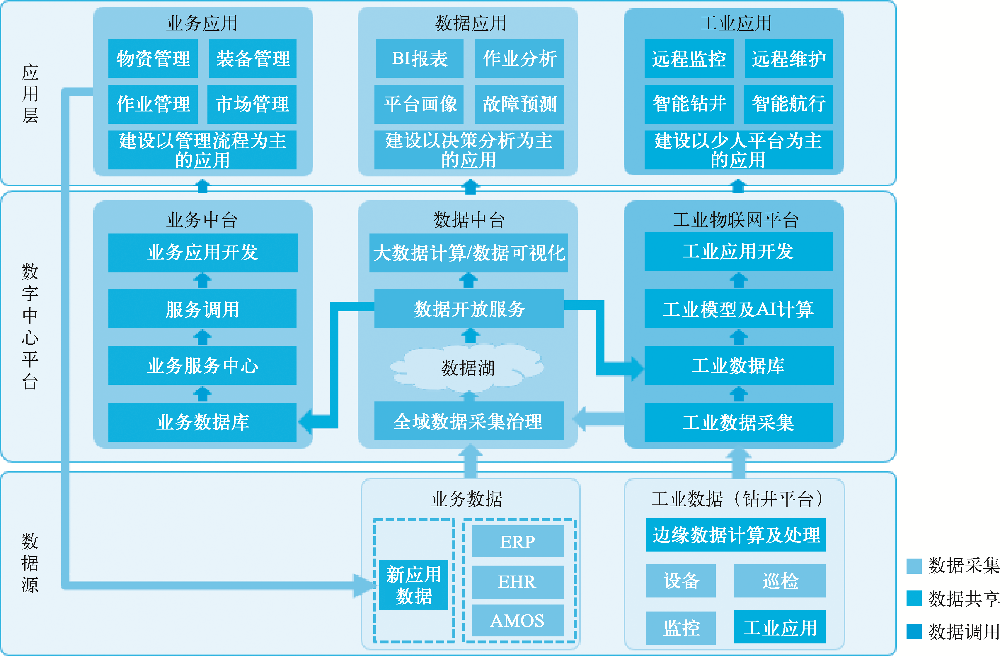 应用层
业务应用
物资管理
装备管理
作业管理
市场管理
建设以管理流程为主
的应用
数据应用
BI报表
作业分析
平台画像
故障预测
建设以决策分析为主
的应用
工业应用
远程监控
远程维护
智能钻井
智能航行
建设以少人平台为主
的应用
数字中心平台
业务中台
业务应用开发
服务调用
业务服务中心
业务数据库
数据中台
大数据计算/数据可视化
数据开放服务
数据湖
全域数据采集治理
工业物联网平台
工业应用开发
工业模型及AI计算
工业数据库
工业数据采集
数据源
业务数据
新应用
数据
ERP
EHR
AMOS
工业数据（钻井平台）
边缘数据计算及处理
设备
巡检
监控
工业应用
数据采集
数据共享
数据调用